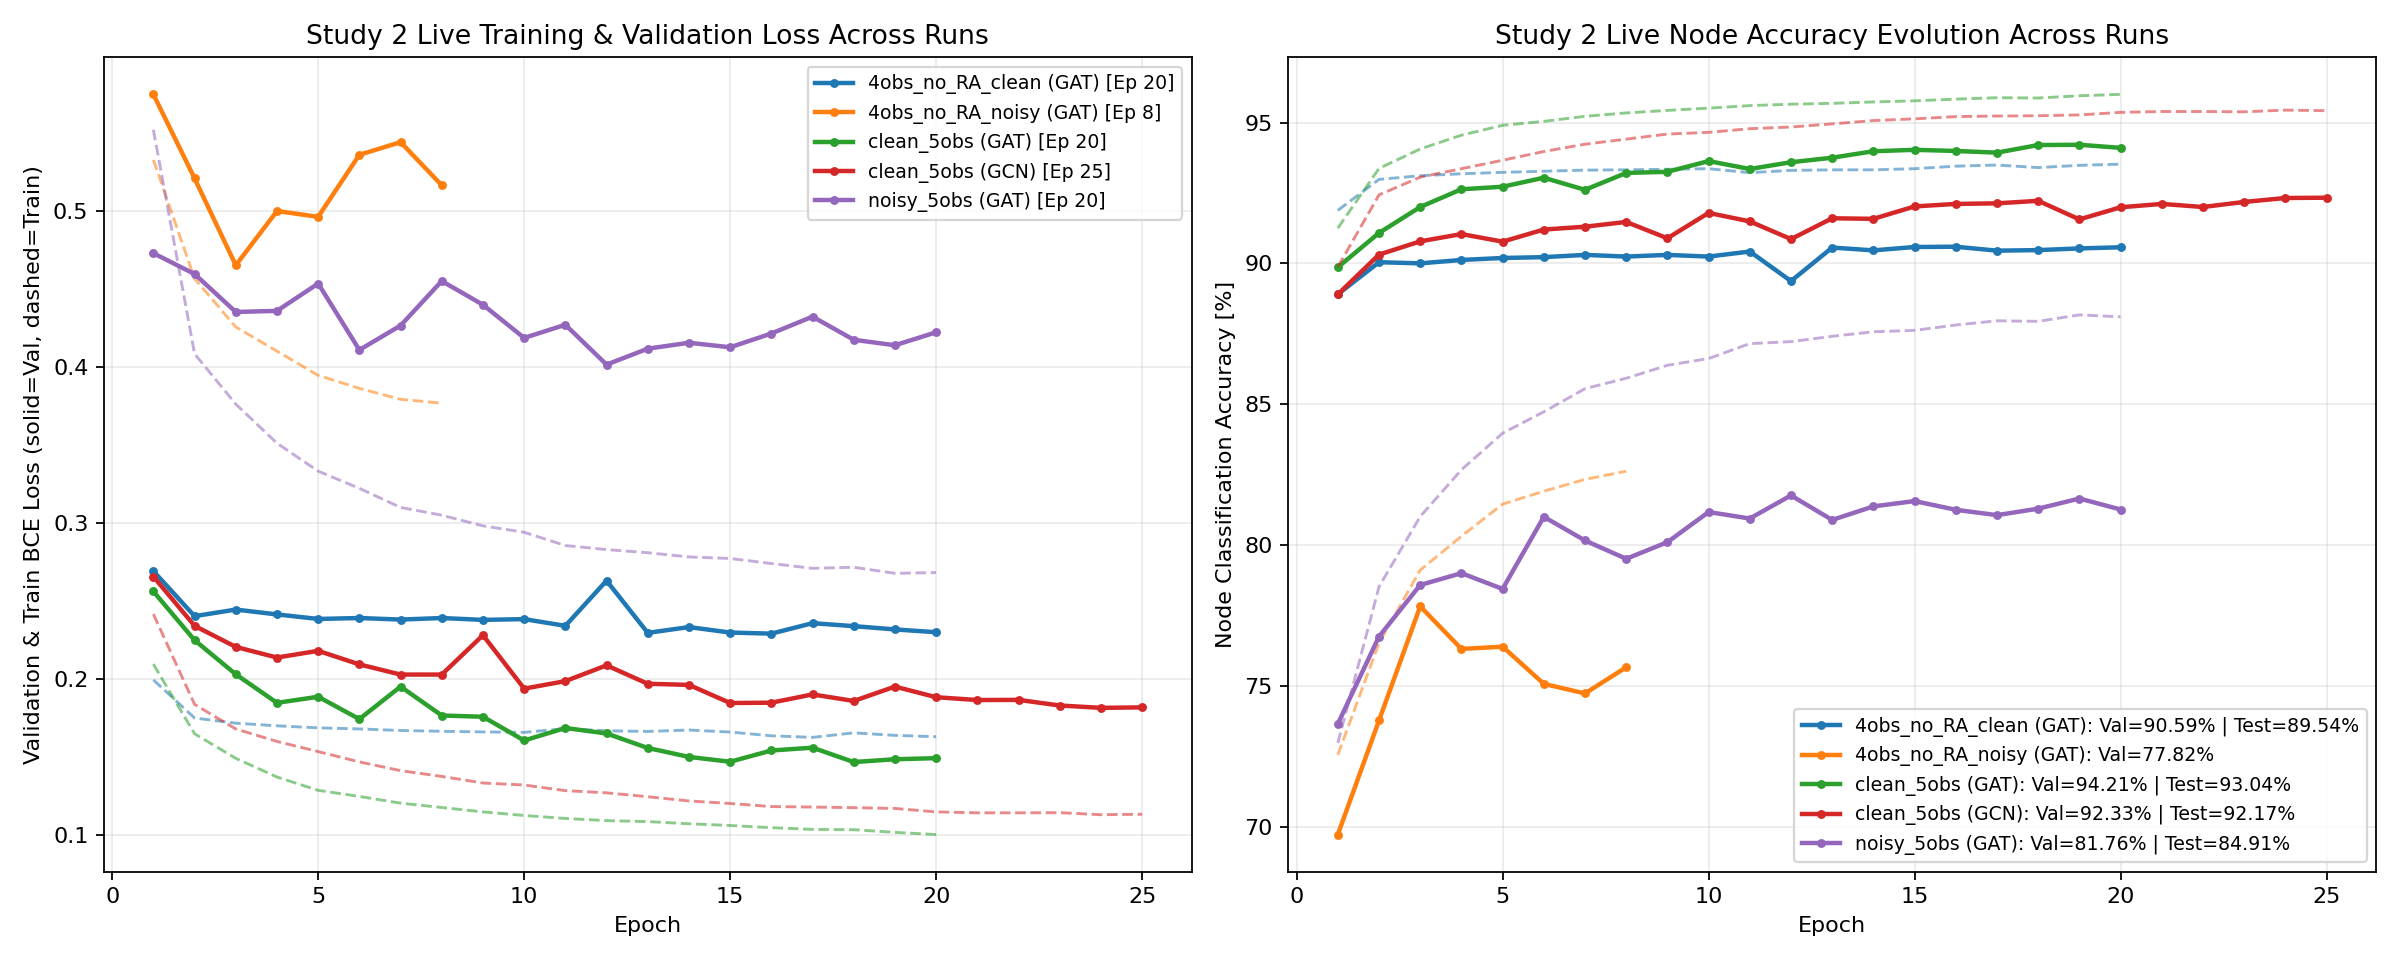 Study 2 Live Training & Validation Loss Across Runs
Validation & Train BCE Loss (solid=Val, dashed=Train)
0.5
0.4
0.3
0.2
0.1
4obs_no_RA_clean (GAT) [Ep 20]
4obs_no_RA_noisy (GAT) [Ep 8]
clean_5obs (GAT) [Ep 20]
clean_5obs (GCN) [Ep 25]
noisy_5obs (GAT) [Ep 20]
0 5 10 15 20 25
Epoch
Study 2 Live Node Accuracy Evolution Across Runs
Node Classification Accuracy [%]
95
90
85
80
75
70
4obs_no_RA_clean (GAT): Val=90.59% | Test=89.54%
4obs_no_RA_noisy (GAT): Val=77.82%
clean_5obs (GAT): Val=94.21% | Test=93.04%
clean_5obs (GCN): Val=92.33% | Test=92.17%
noisy_5obs (GAT): Val=81.76% | Test=84.91%
0 5 10 15 20 25
Epoch